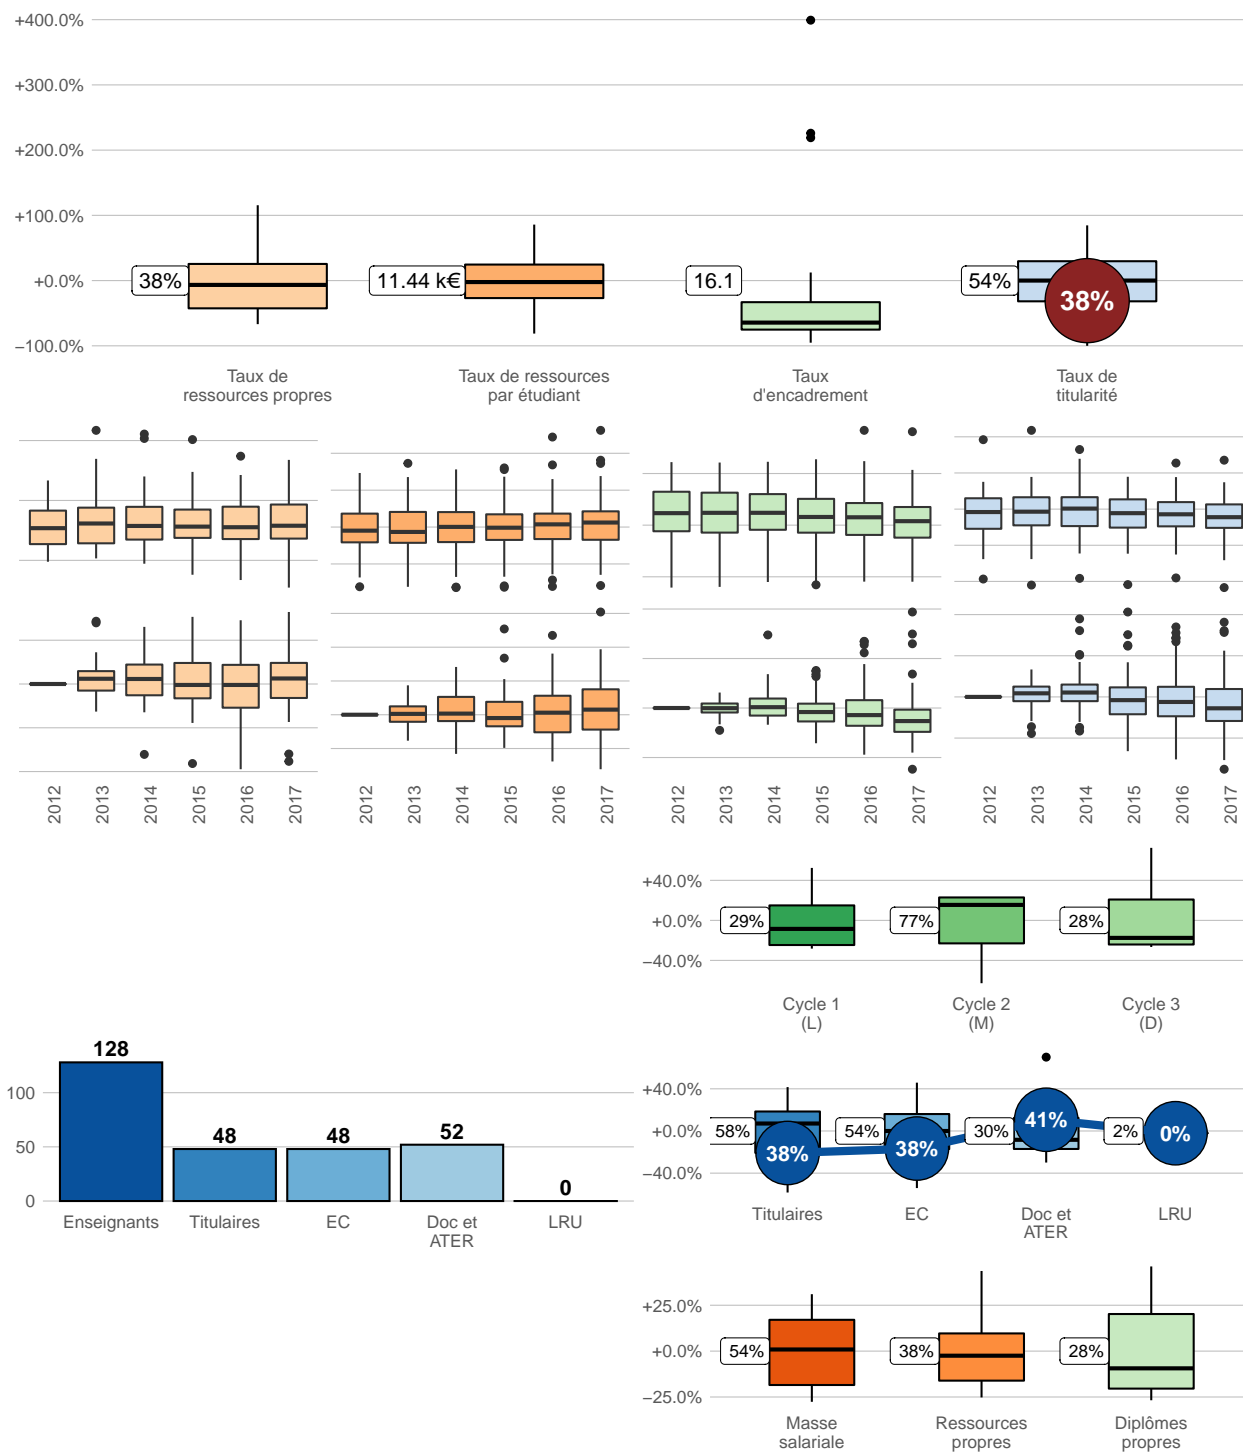 +400.0%
+300.0%
+200.0%
+100.0%
+0.0%
−100.0%
38%
11.44 k€
16.1
54%
38%
Taux de
ressources propres
Taux de ressources
par étudiant
Taux
d'encadrement
Taux de
titularité
2012 2013 2014 2015 2016 2017
2012 2013 2014 2015 2016 2017
2012 2013 2014 2015 2016 2017
2012 2013 2014 2015 2016 2017
+40.0%
+0.0%
−40.0%
29%
77%
28%
Cycle 1
(L)
Cycle 2
(M)
Cycle 3
(D)
100
50
0
128
48
48
52
0
Enseignants
Titulaires
EC
Doc et
ATER
LRU
+40.0%
+0.0%
−40.0%
58%
38%
54%
38%
30%
41%
2%
0%
Titulaires
EC
Doc et
ATER
LRU
+25.0%
+0.0%
−25.0%
54%
38%
28%
Masse
salariale
Ressources
propres
Diplômes
propres